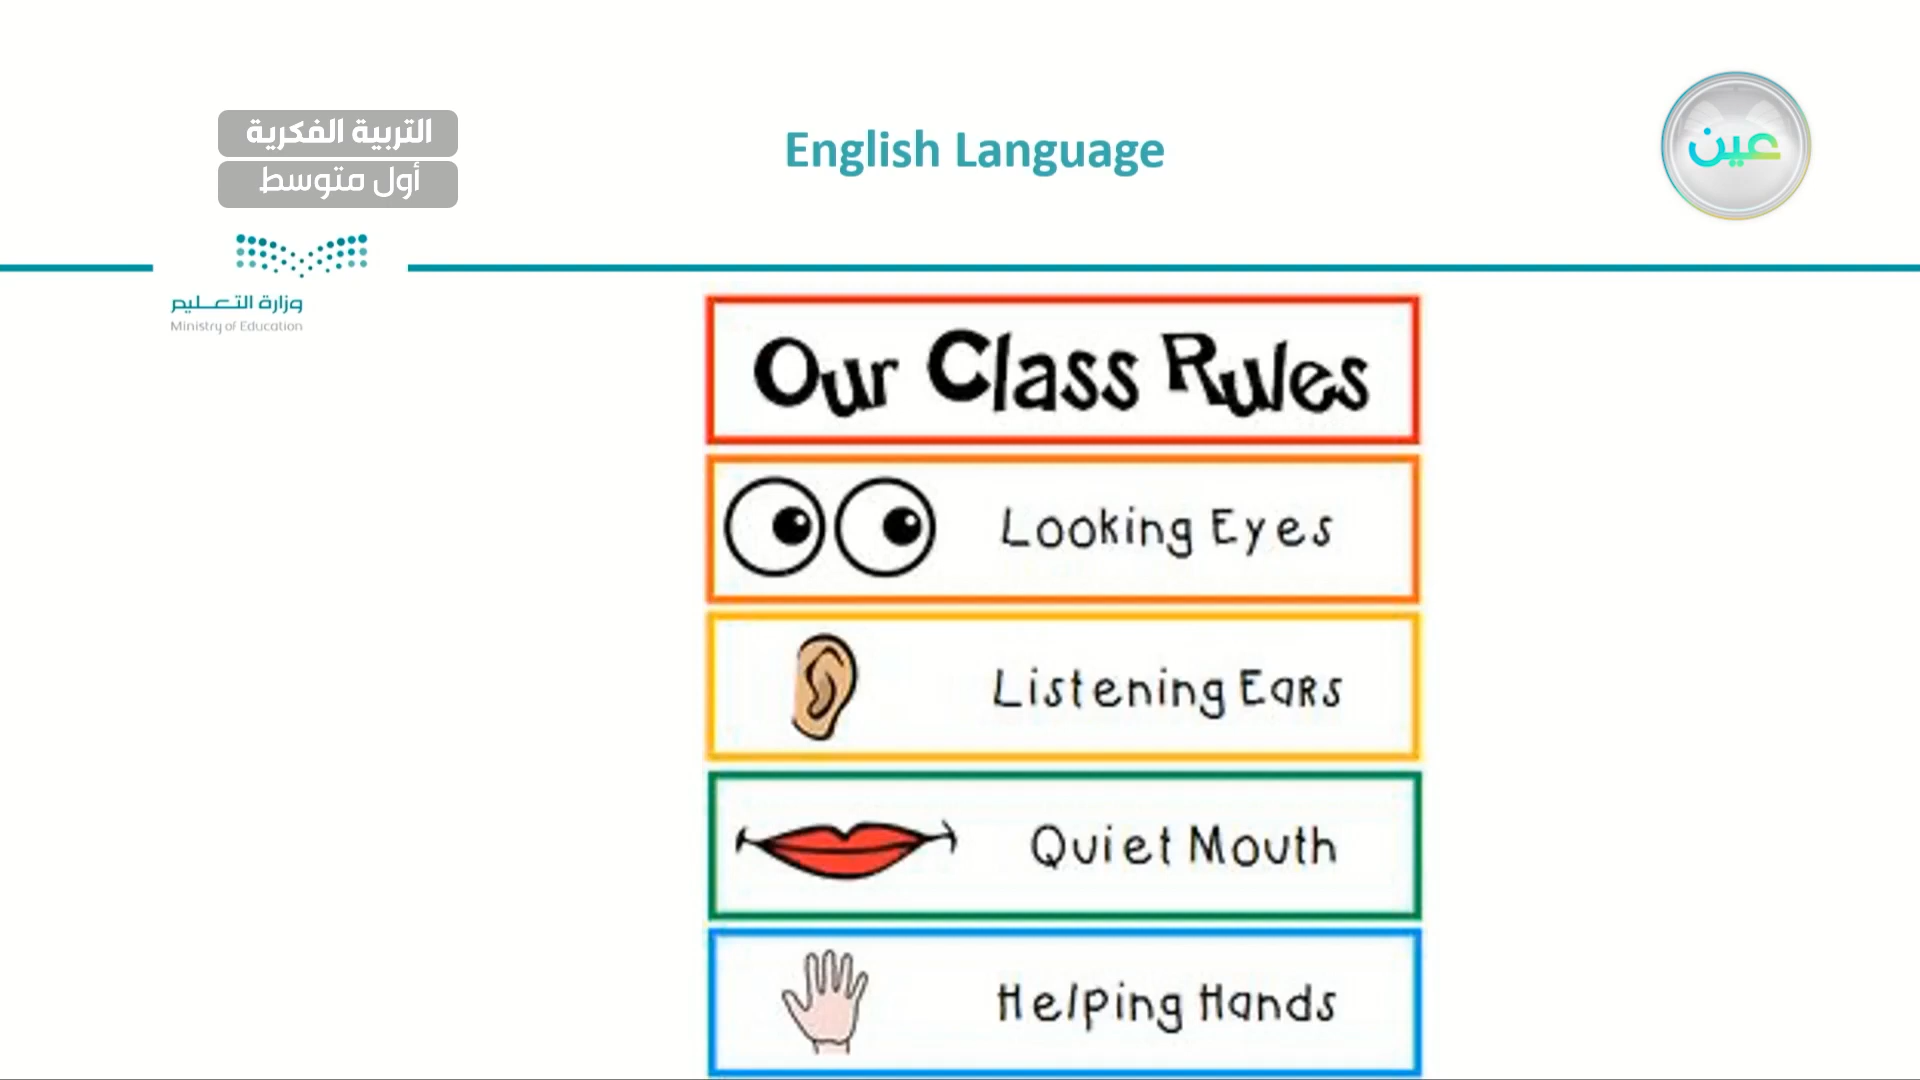 التربية الفكرية
أول متوسط
English Language
عين
وزارة التعليم
Ministry of Education
Our Class Rules
Looking Eyes
Listening Ears
Quiet Mouth
Helping Hands